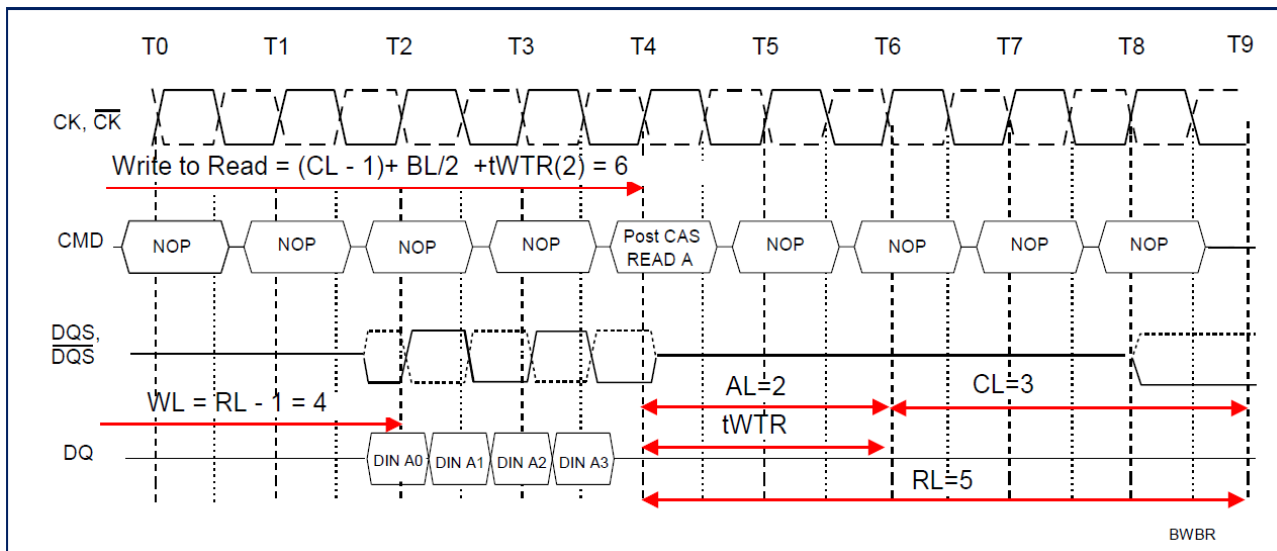 T0 T1 T2 T3 T4 T5 T6 T7 T8 T9
CK, CK
Write to Read = (CL - 1)+ BL/2 +tWTR(2) = 6
CMD NOP NOP NOP NOP Post CAS READ A NOP NOP NOP NOP
DQS,
DQS
AL=2 CL=3
WL = RL - 1 = 4
tWTR
DQ DIN A0 DIN A1 DIN A2 DIN A3
RL=5
BWBR